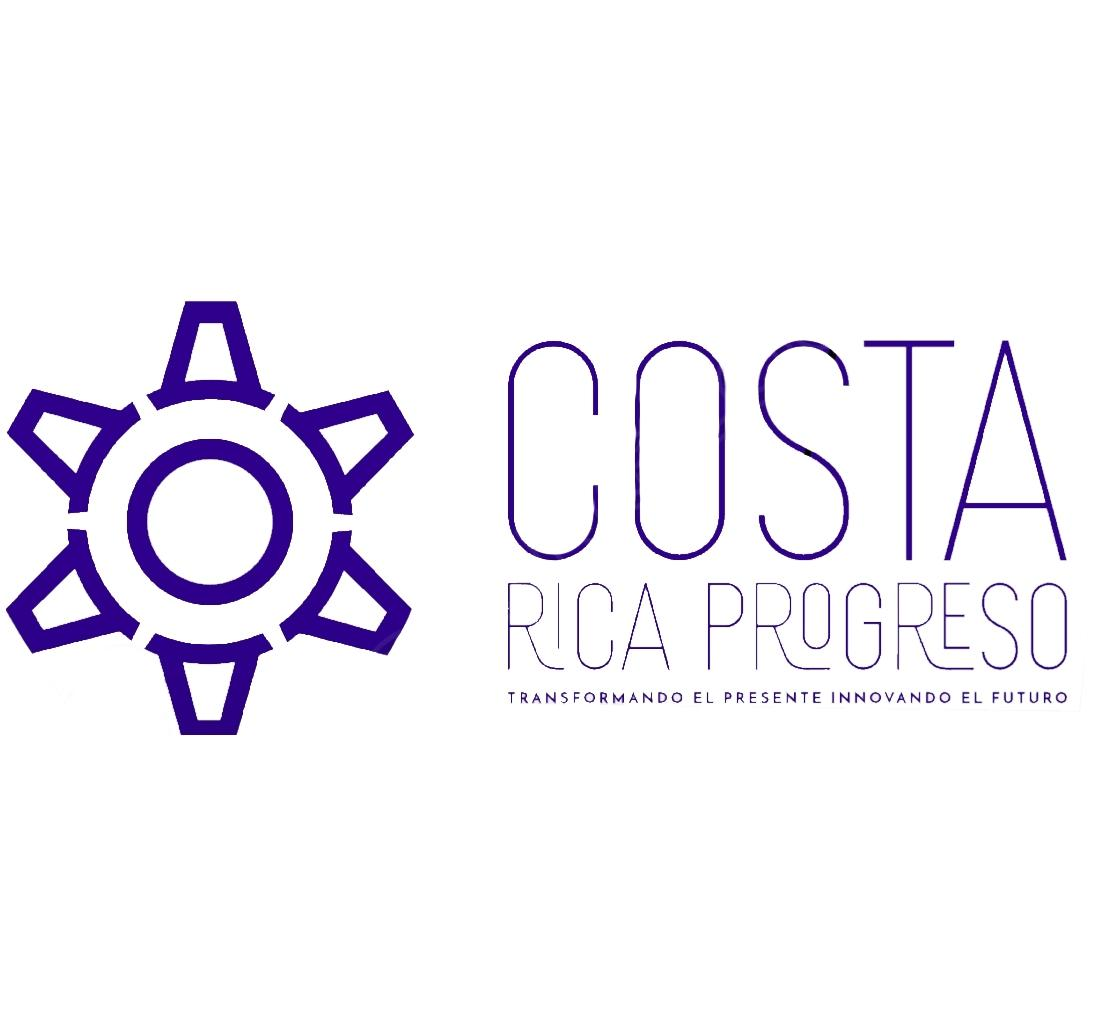 COSTA
RICA PROGRESO
TRANSFORMANDO EL PRESENTE INNOVANDO EL FUTURO